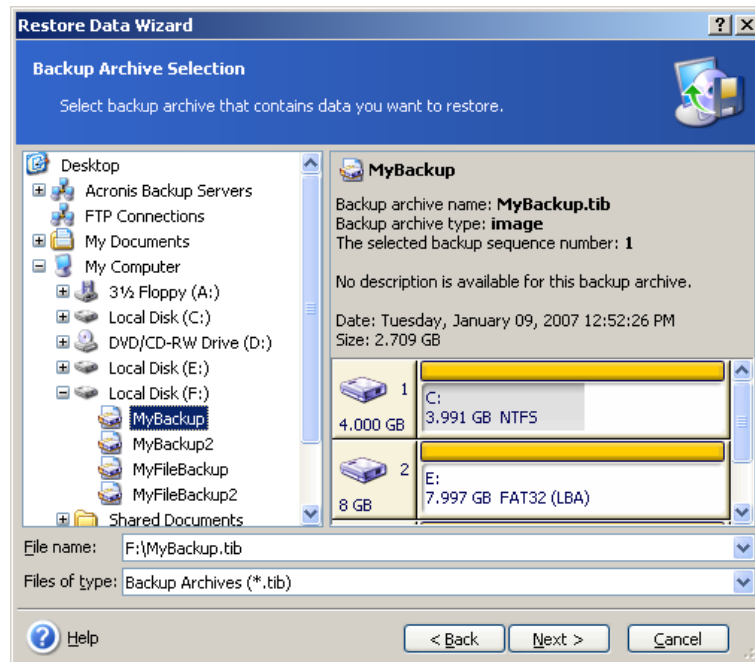 Restore Data Wizard
Backup Archive Selection
Select backup archive that contains data you want to restore.
Desktop
Acronis Backup Servers
FTP Connections
My Documents
My Computer
3½ Floppy (A:)
Local Disk (C:)
DVD/CD-RW Drive (D:)
Local Disk (E:)
Local Disk (F:)
MyBackup
MyBackup2
MyFileBackup
MyFileBackup2
Shared Documents
MyBackup
Backup archive name: MyBackup.tib
Backup archive type: image
The selected backup sequence number: 1
No description is available for this backup archive.
Date: Tuesday, January 09, 2007 12:52:26 PM
Size: 2.709 GB
1
4.000 GB
C:
3.991 GB NTFS
2
8 GB
E:
7.997 GB FAT32 (LBA)
File name: F:\MyBackup.tib
Files of type: Backup Archives (*.tib)
Help
< Back
Next >
Cancel